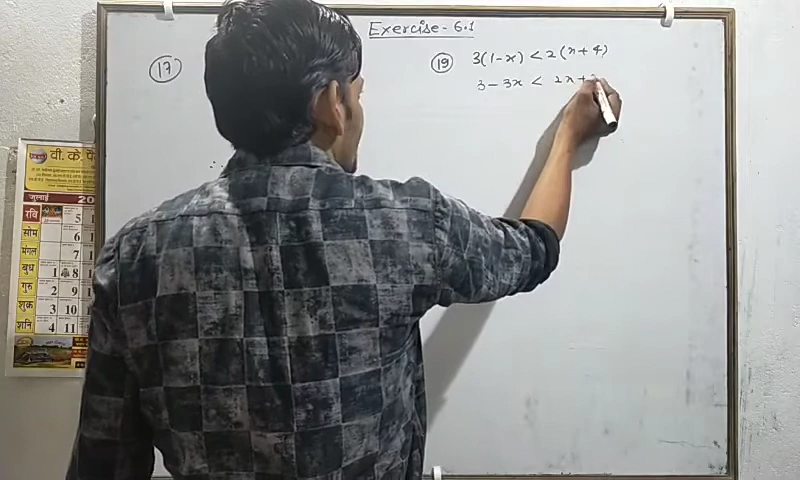 Exercise - 6.1
(17)
(19) 3(1-x) < 2(x+4)
3 - 3x < 2x +
वी. के.
जुलाई 20
रवि 5
सोम 6
मंगल 7
बुध 1 8
गुरु 2 9
शुक्र 3 10
शनि 4 11